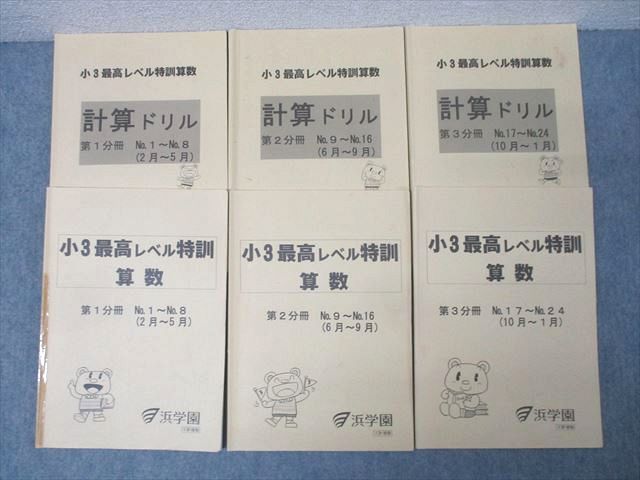 小3最高レベル特訓算数
計算ドリル
第1分冊 No.1～No.8
(2月～5月)
小3最高レベル特訓算数
計算ドリル
第2分冊 No.9～No.16
(6月～9月)
小3最高レベル特訓算数
計算ドリル
第3分冊 No.17～No.24
(10月～1月)
小3最高レベル特訓
算数
第1分冊 No.1～No.8
(2月～5月)
浜学園
小3最高レベル特訓
算数
第2分冊 No.9～No.16
(6月～9月)
浜学園
小3最高レベル特訓
算数
第3分冊 No.17～No.24
(10月～1月)
浜学園